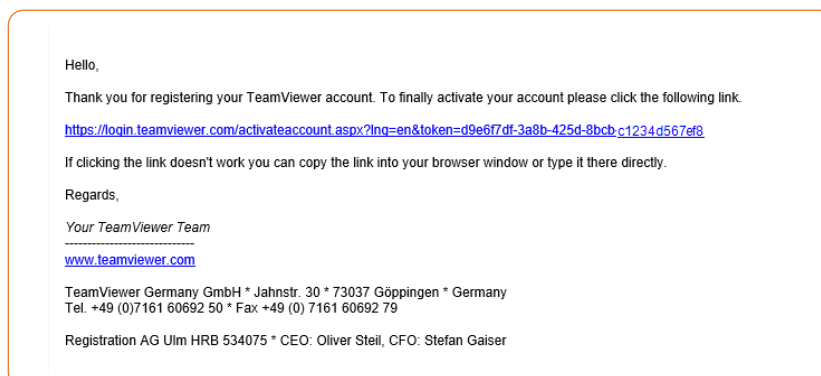 Hello,
Thank you for registering your TeamViewer account. To finally activate your account please click the following link.
https://login.teamviewer.com/activateaccount.aspx?lng=en&token=d9e6f7df-3a8b-425d-8bcb-c1234d567ef8
If clicking the link doesn't work you can copy the link into your browser window or type it there directly.
Regards,
Your TeamViewer Team
-----------------------------
www.teamviewer.com
TeamViewer Germany GmbH * Jahnstr. 30 * 73037 Göppingen * Germany
Tel. +49 (0)7161 60692 50 * Fax +49 (0) 7161 60692 79
Registration AG Ulm HRB 534075 * CEO: Oliver Steil, CFO: Stefan Gaiser